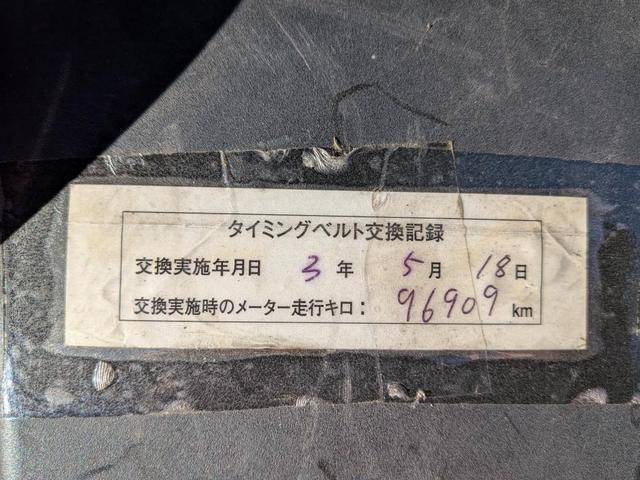 タイミングベルト交換記録
交換実施年月日 3年 5月 18日
交換実施時のメーター走行キロ： 96909 km